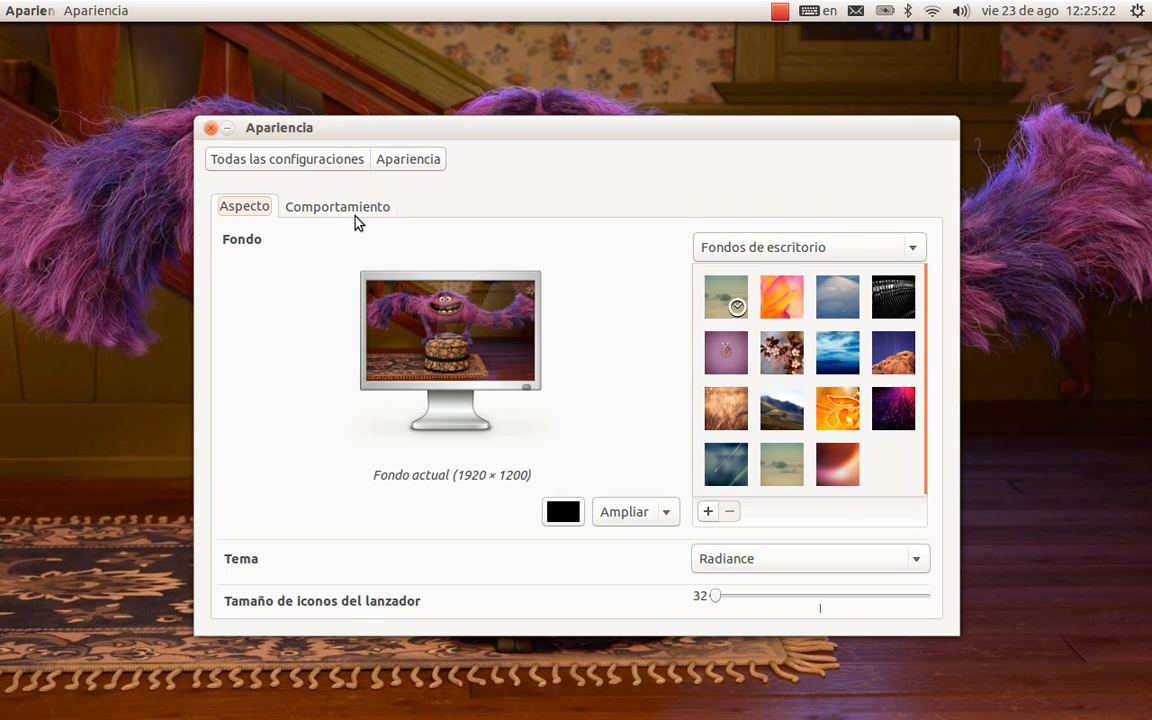 Aparien Apariencia en vie 23 de ago 12:25:22
Apariencia
Todas las configuraciones Apariencia
Aspecto Comportamiento
Fondo
Fondos de escritorio
Fondo actual (1920 × 1200)
Ampliar
+ −
Tema
Radiance
Tamaño de iconos del lanzador
32